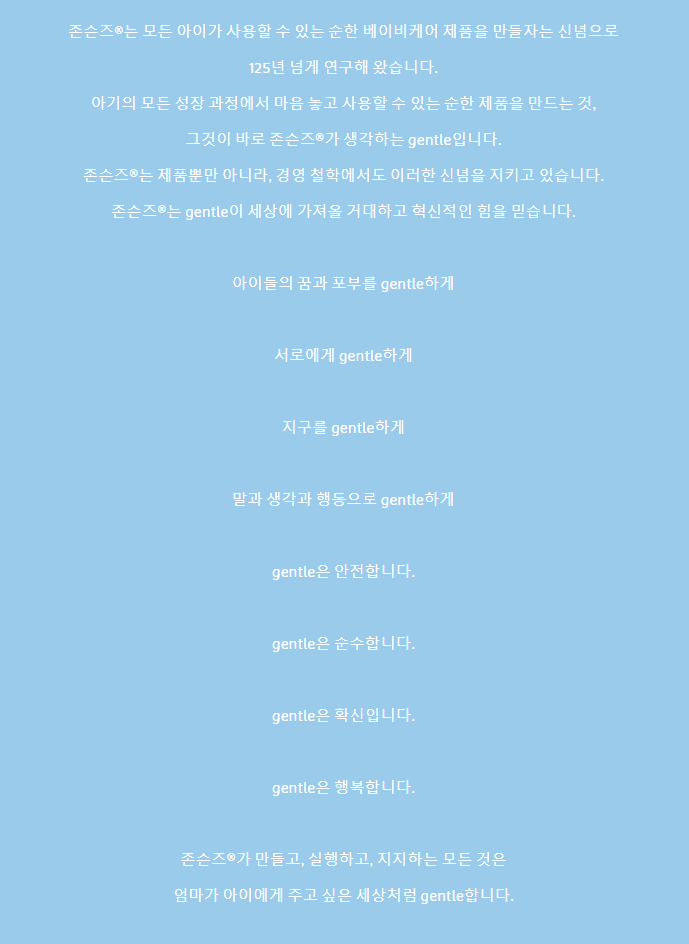 존슨즈®는 모든 아이가 사용할 수 있는 순한 베이비케어 제품을 만들자는 신념으로
125년 넘게 연구해 왔습니다.
아기의 모든 성장 과정에서 마음 놓고 사용할 수 있는 순한 제품을 만드는 것,
그것이 바로 존슨즈®가 생각하는 gentle입니다.
존슨즈®는 제품뿐만 아니라, 경영 철학에서도 이러한 신념을 지키고 있습니다.
존슨즈®는 gentle이 세상에 가져올 거대하고 혁신적인 힘을 믿습니다.
아이들의 꿈과 포부를 gentle하게
서로에게 gentle하게
지구를 gentle하게
말과 생각과 행동으로 gentle하게
gentle은 안전합니다.
gentle은 순수합니다.
gentle은 확신입니다.
gentle은 행복합니다.
존슨즈®가 만들고, 실행하고, 지지하는 모든 것은
엄마가 아이에게 주고 싶은 세상처럼 gentle합니다.